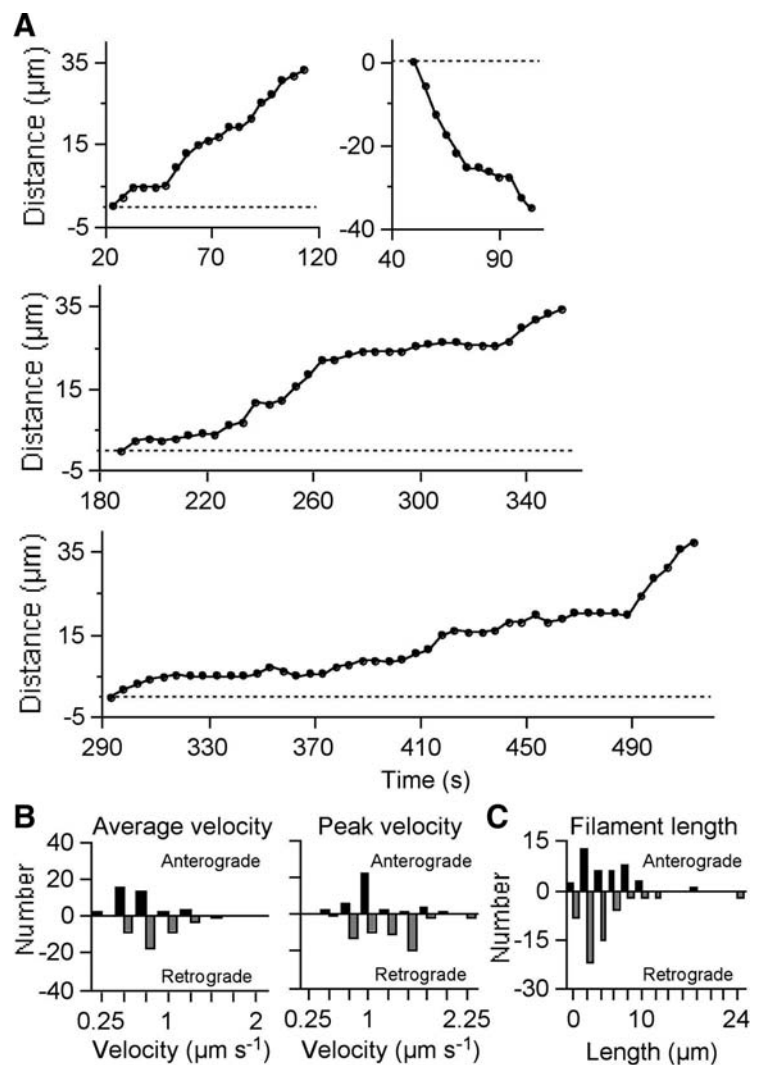 A
Distance (µm)
35
15
-5
20 70 120
0
-20
-40
40 90
Distance (µm)
35
15
-5
180 220 260 300 340
Distance (µm)
35
15
-5
290 330 370 410 450 490
Time (s)
B Average velocity Peak velocity C Filament length
Number
40
20
0
-20
-40
Anterograde
Retrograde
0.25 1 2
Velocity (µm s⁻¹)
Anterograde
Retrograde
0.25 1 2.25
Velocity (µm s⁻¹)
Number
15
0
-15
-30
Anterograde
Retrograde
0 10 24
Length (µm)